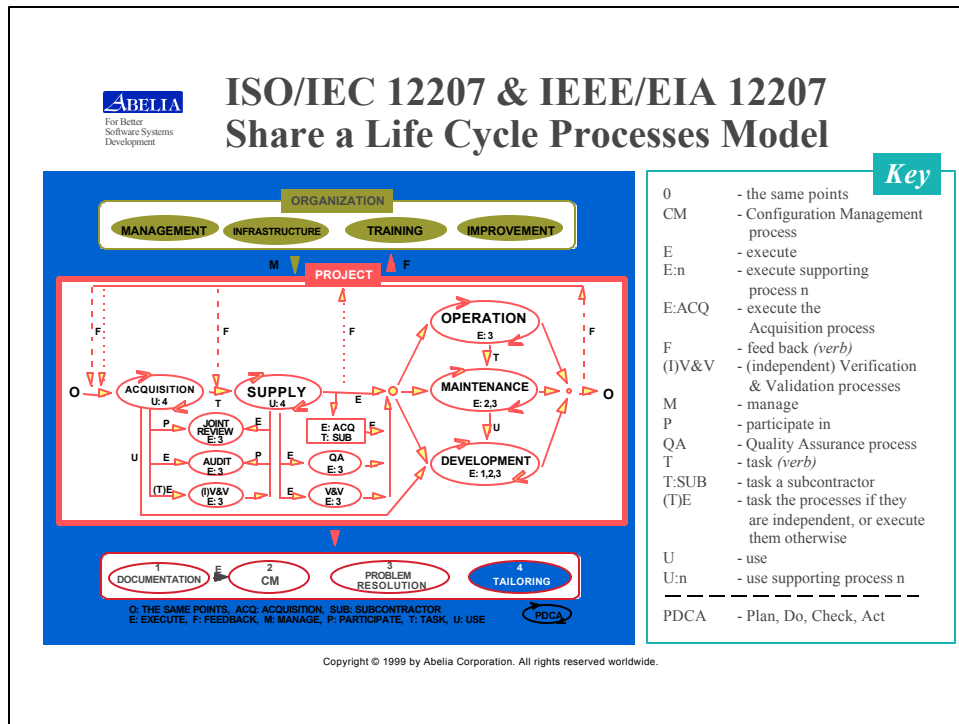 ABELIA
For Better
Software Systems
Development
ISO/IEC 12207 & IEEE/EIA 12207
Share a Life Cycle Processes Model
ORGANIZATION
MANAGEMENT
INFRASTRUCTURE
TRAINING
IMPROVEMENT
M
F
PROJECT
F
F
F
F
O
ACQUISITION
U: 4
T
SUPPLY
U: 4
E
OPERATION
E: 3
T
MAINTENANCE
E: 2,3
U
DEVELOPMENT
E: 1,2,3
O
P
JOINT
REVIEW
E: 3
E
E: ACQ
T: SUB
E
U
E
AUDIT
E: 3
P
E
QA
E: 3
(T)E
(I)V&V
E: 3
E
V&V
E: 3
1
DOCUMENTATION
E
2
CM
3
PROBLEM
RESOLUTION
4
TAILORING
O: THE SAME POINTS, ACQ: ACQUISITION, SUB: SUBCONTRACTOR
E: EXECUTE, F: FEEDBACK, M: MANAGE, P: PARTICIPATE, T: TASK, U: USE
PDCA
Key
0 - the same points
CM - Configuration Management
process
E - execute
E:n - execute supporting
process n
E:ACQ - execute the
Acquisition process
F - feed back (verb)
(I)V&V - (independent) Verification
& Validation processes
M - manage
P - participate in
QA - Quality Assurance process
T - task (verb)
T:SUB - task a subcontractor
(T)E - task the processes if they
are independent, or execute
them otherwise
U - use
U:n - use supporting process n
PDCA - Plan, Do, Check, Act
Copyright © 1999 by Abelia Corporation. All rights reserved worldwide.